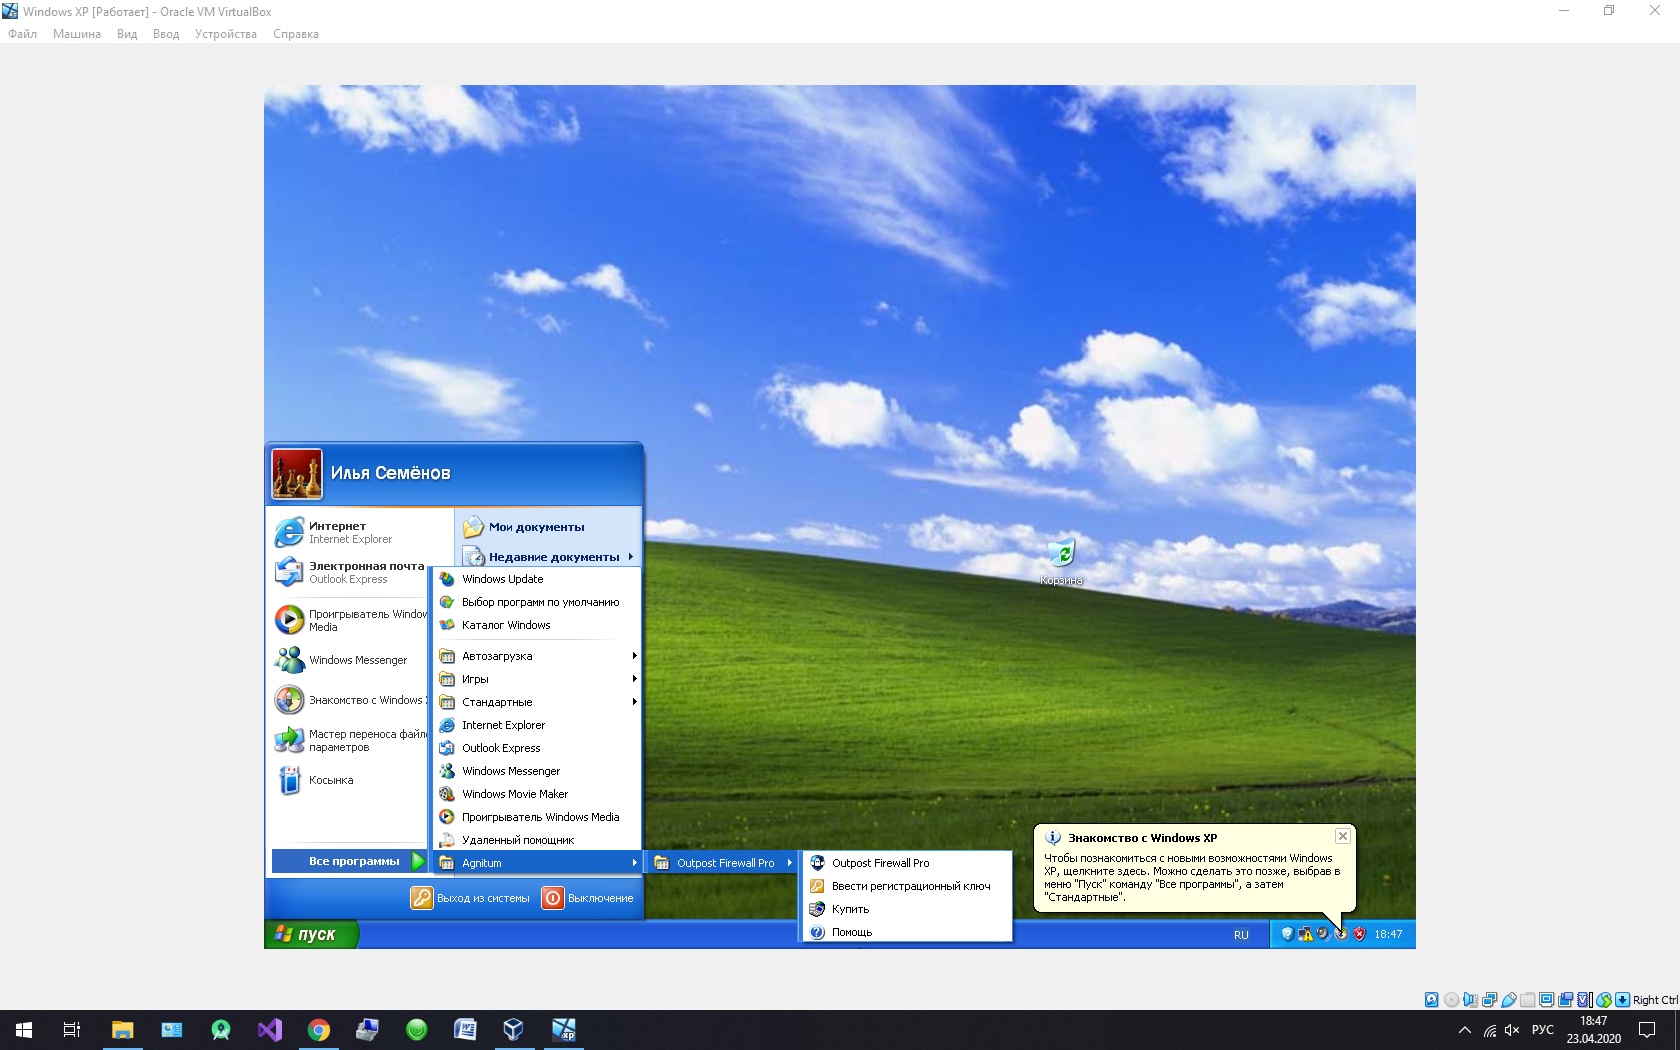 Windows XP [Работает] - Oracle VM VirtualBox
Файл Машина Вид Ввод Устройства Справка
Корзина
Илья Семёнов
Интернет
Internet Explorer
Электронная почта
Outlook Express
Проигрыватель Window
Media
Windows Messenger
Знакомство с Windows
Мастер переноса файл
параметров
Косынка
Все программы
Мои документы
Недавние документы
Windows Update
Выбор программ по умолчанию
Каталог Windows
Автозагрузка
Игры
Стандартные
Internet Explorer
Outlook Express
Windows Messenger
Windows Movie Maker
Проигрыватель Windows Media
Удаленный помощник
Agnitum
Outpost Firewall Pro
Outpost Firewall Pro
Ввести регистрационный ключ
Купить
Помощь
Выход из системы
Выключение
Знакомство с Windows XP
Чтобы познакомиться с новыми возможностями Windows
XP, щелкните здесь. Можно сделать это позже, выбрав в
меню "Пуск" команду "Все программы", а затем
"Стандартные".
пуск
RU
18:47
Right Ctrl
xp
РУС
18:47
23.04.2020